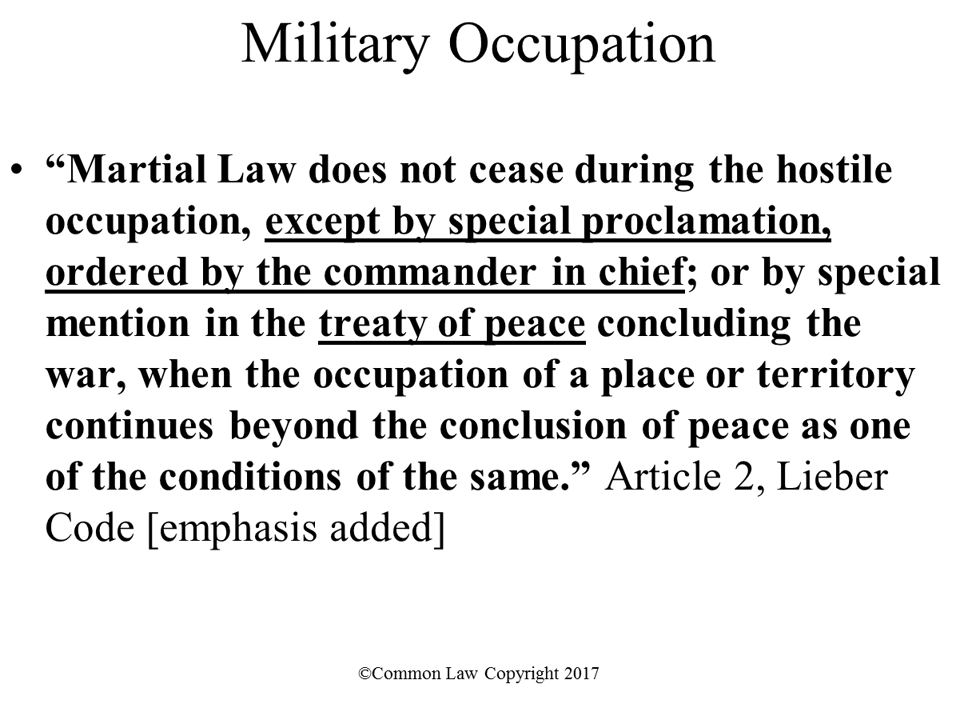 Military Occupation
• “Martial Law does not cease during the hostile
occupation, except by special proclamation,
ordered by the commander in chief; or by special
mention in the treaty of peace concluding the
war, when the occupation of a place or territory
continues beyond the conclusion of peace as one
of the conditions of the same.” Article 2, Lieber
Code [emphasis added]
©Common Law Copyright 2017